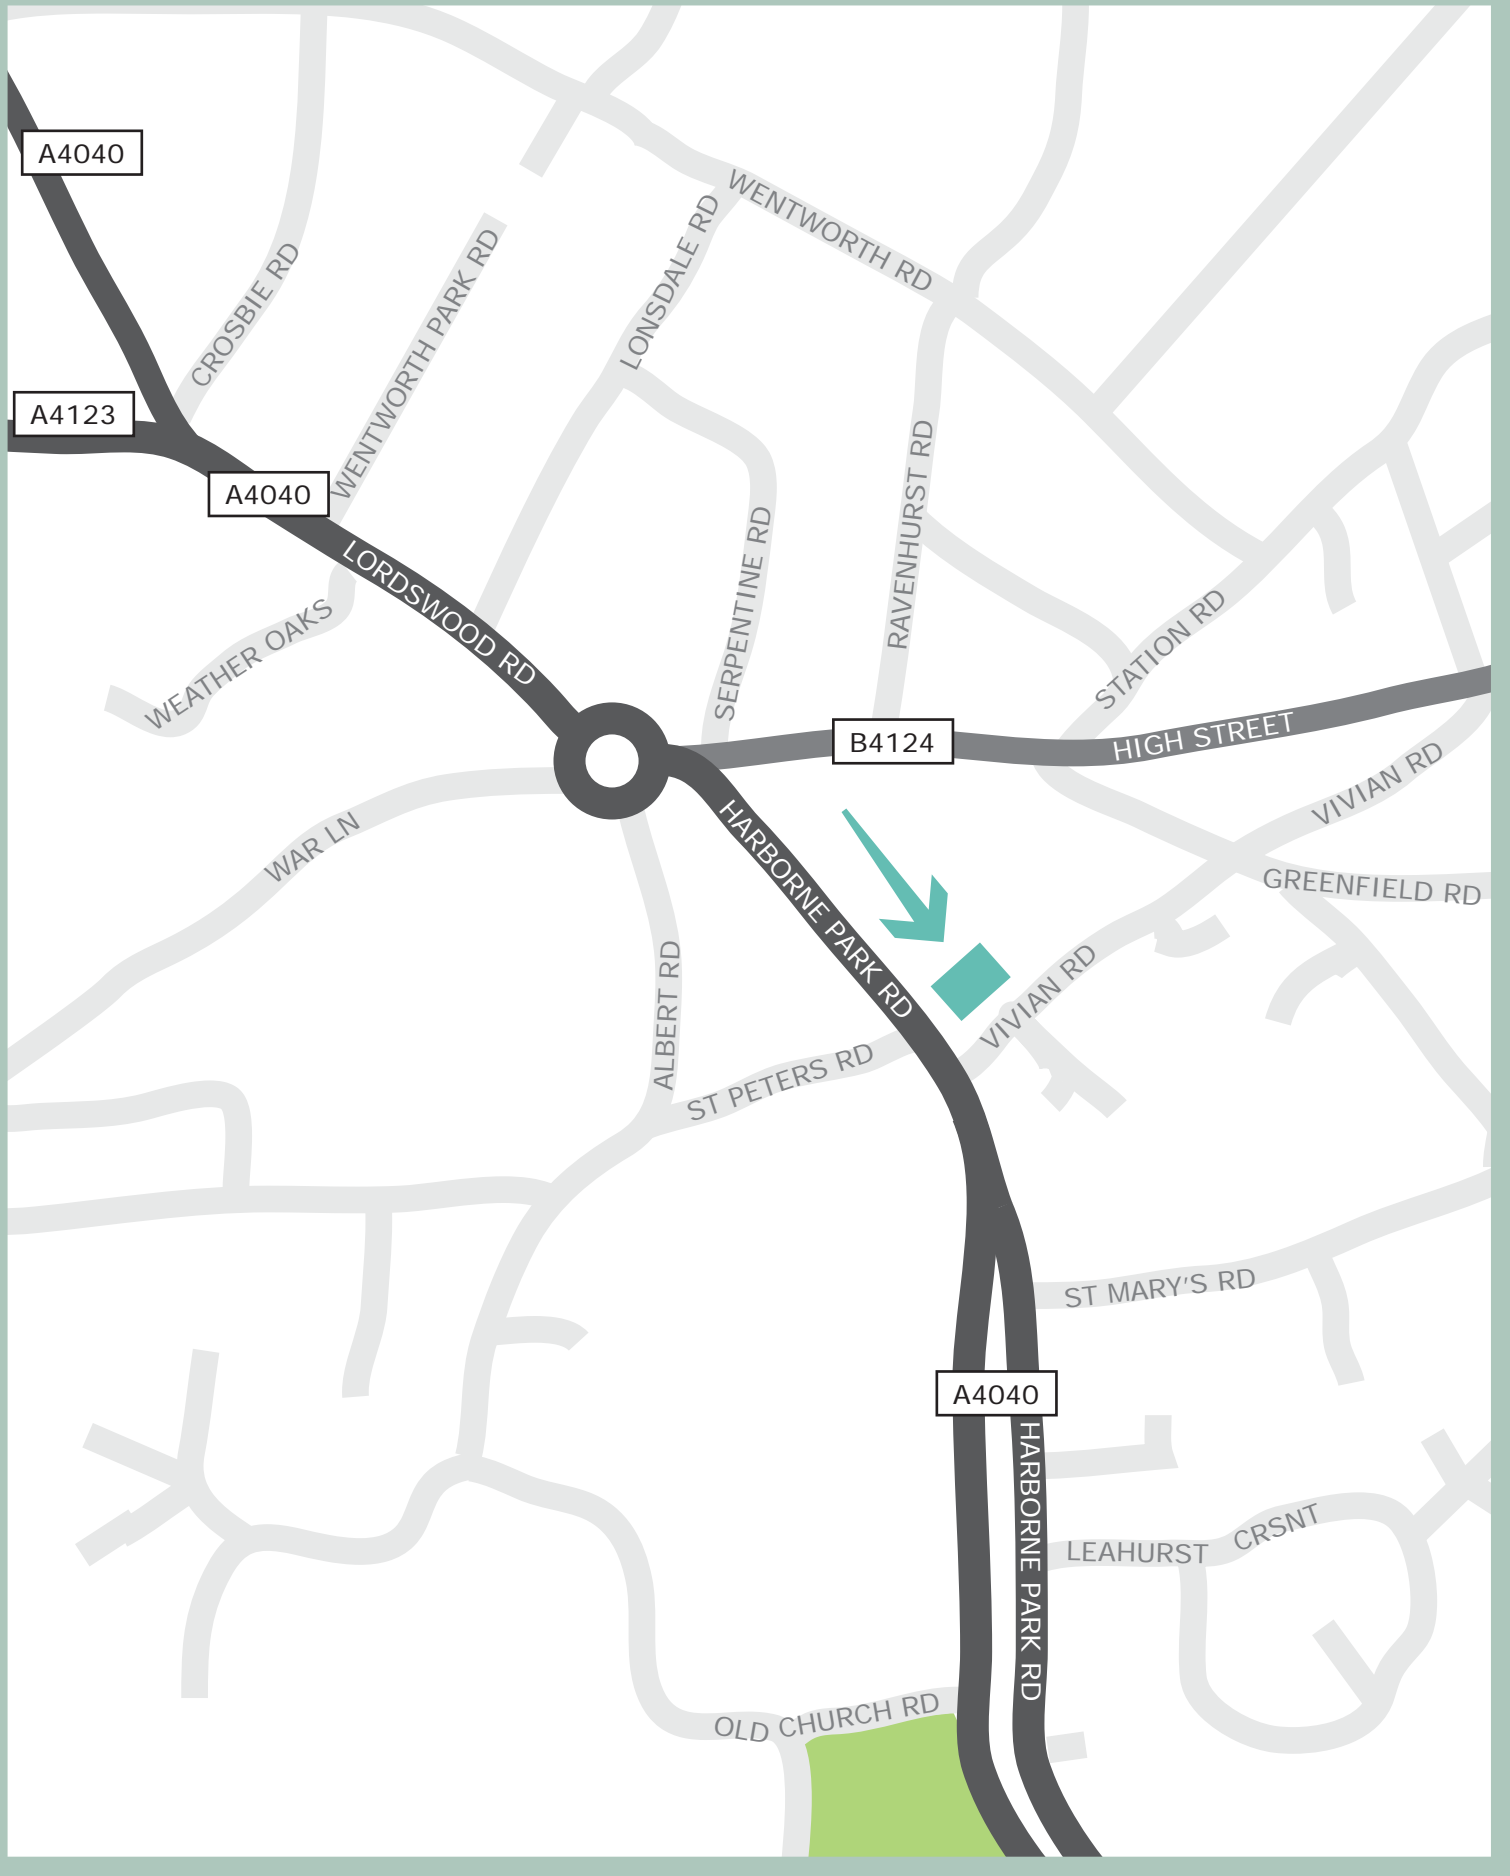 A4040
WENTWORTH RD
LONSDALE RD
CROSBIE RD
WENTWORTH PARK RD
A4123
A4040
LORDSWOOD RD
RAVENHURST RD
SERPENTINE RD
WEATHER OAKS
STATION RD
B4124
HIGH STREET
VIVIAN RD
WAR LN
HARBORNE PARK RD
GREENFIELD RD
ALBERT RD
VIVIAN RD
ST PETERS RD
ST MARY'S RD
A4040
HARBORNE PARK RD
LEAHURST CRSNT
OLD CHURCH RD